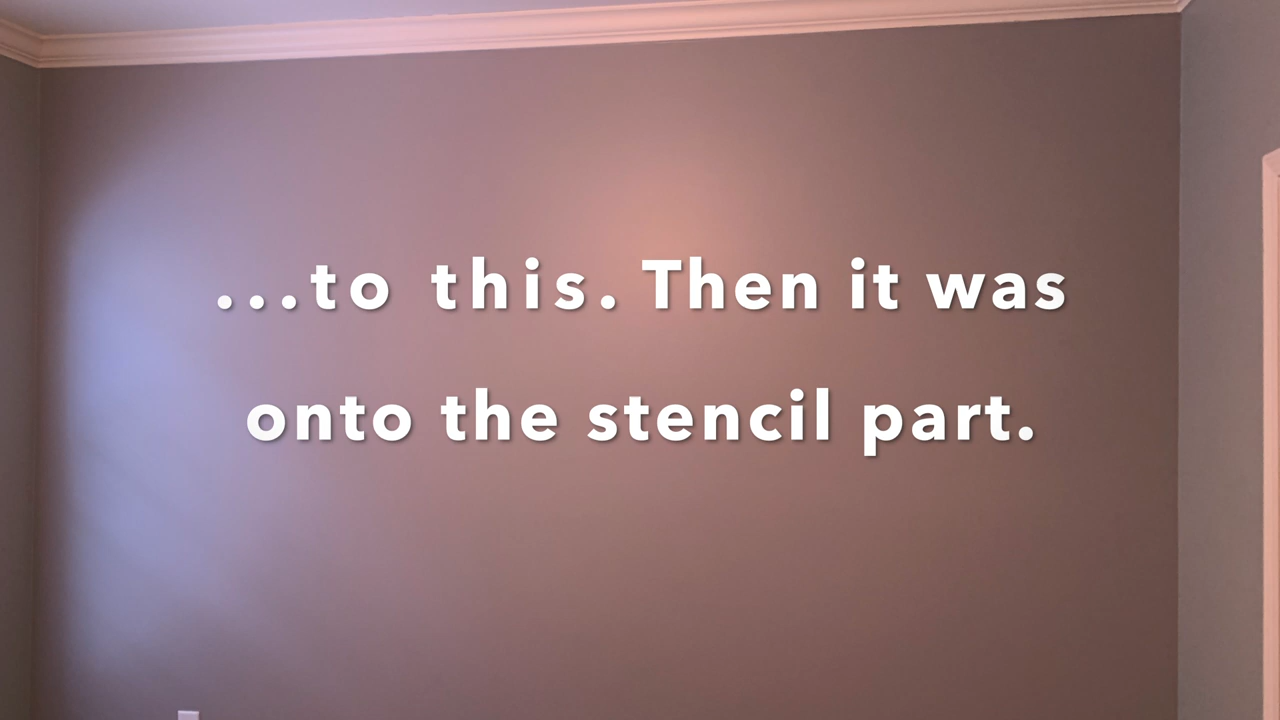 ...to this. Then it was
onto the stencil part.